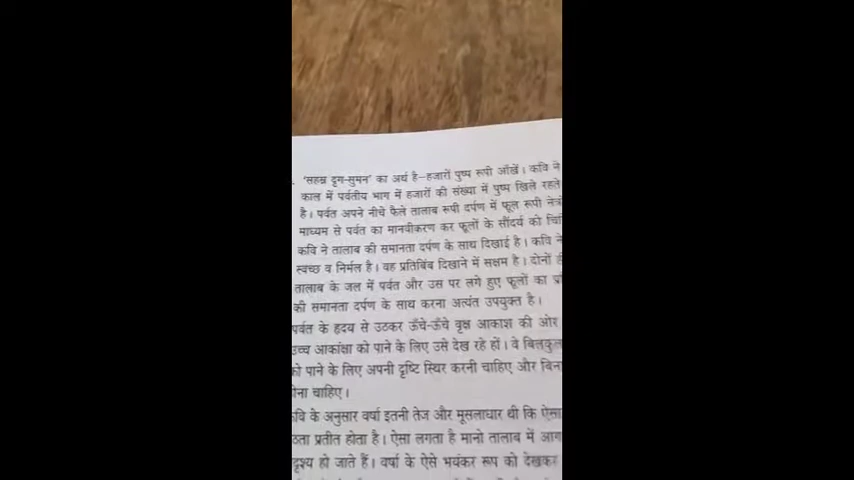 'सहस्र दृग-सुमन' का अर्थ है–हजारों पुष्प रूपी आँखें। कवि ने
काल में पर्वतीय भाग में हजारों की संख्या में पुष्प खिले रहते
है। पर्वत अपने नीचे फैले तालाब रूपी दर्पण में फूल रूपी
माध्यम से पर्वत का मानवीकरण कर फूलों के सौंदर्य को
कवि ने तालाब की समानता दर्पण के साथ दिखाई है। कवि ने
स्वच्छ व निर्मल है। वह प्रतिबिंब दिखाने में सक्षम है। दोनों
तालाब के जल में पर्वत और उस पर लगे हुए फूलों का
की समानता दर्पण के साथ करना अत्यंत उपयुक्त है।
पर्वत के हृदय से उठकर ऊँचे-ऊँचे वृक्ष आकाश की ओर
उच्च आकांक्षा को पाने के लिए उसे देख रहे हों। वे बिलकुल
को पाने के लिए अपनी दृष्टि स्थिर करनी चाहिए और बिना
चाहिए।
के अनुसार वर्षा इतनी तेज और मूसलाधार थी कि ऐसा
प्रतीत होता है। ऐसा लगता है मानो तालाब में आग
दृश्य हो जाते हैं। वर्षा के ऐसे भयंकर रूप को देखकर